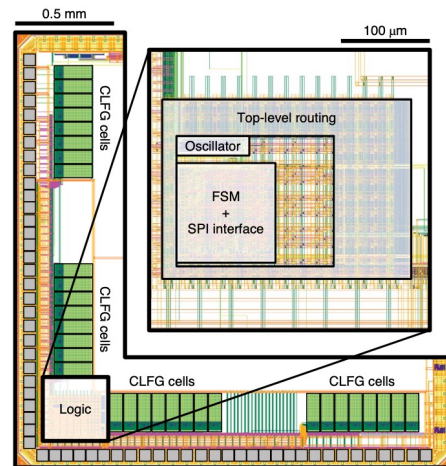 0.5 mm
100 μm
CLFG cells
Top-level routing
Oscillator
FSM
+
SPI interface
CLFG cells
CLFG cells
CLFG cells
Logic